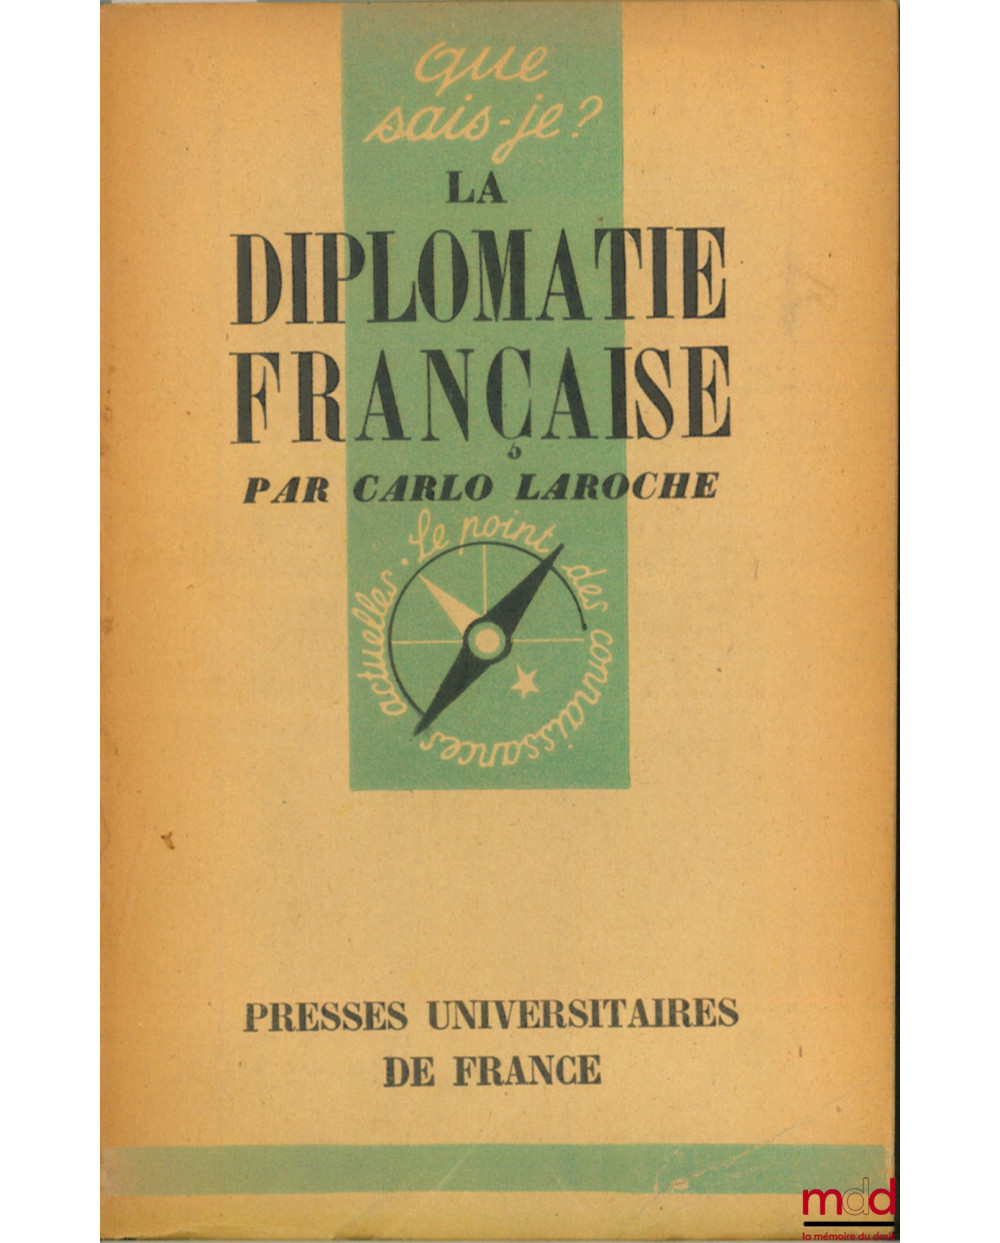 que
sais-je?
LA
DIPLOMATIE
FRANÇAISE
PAR CARLO LAROCHE
Le point des connaissances actuelles.
PRESSES UNIVERSITAIRES
DE FRANCE
mdd
la mémoire du droit